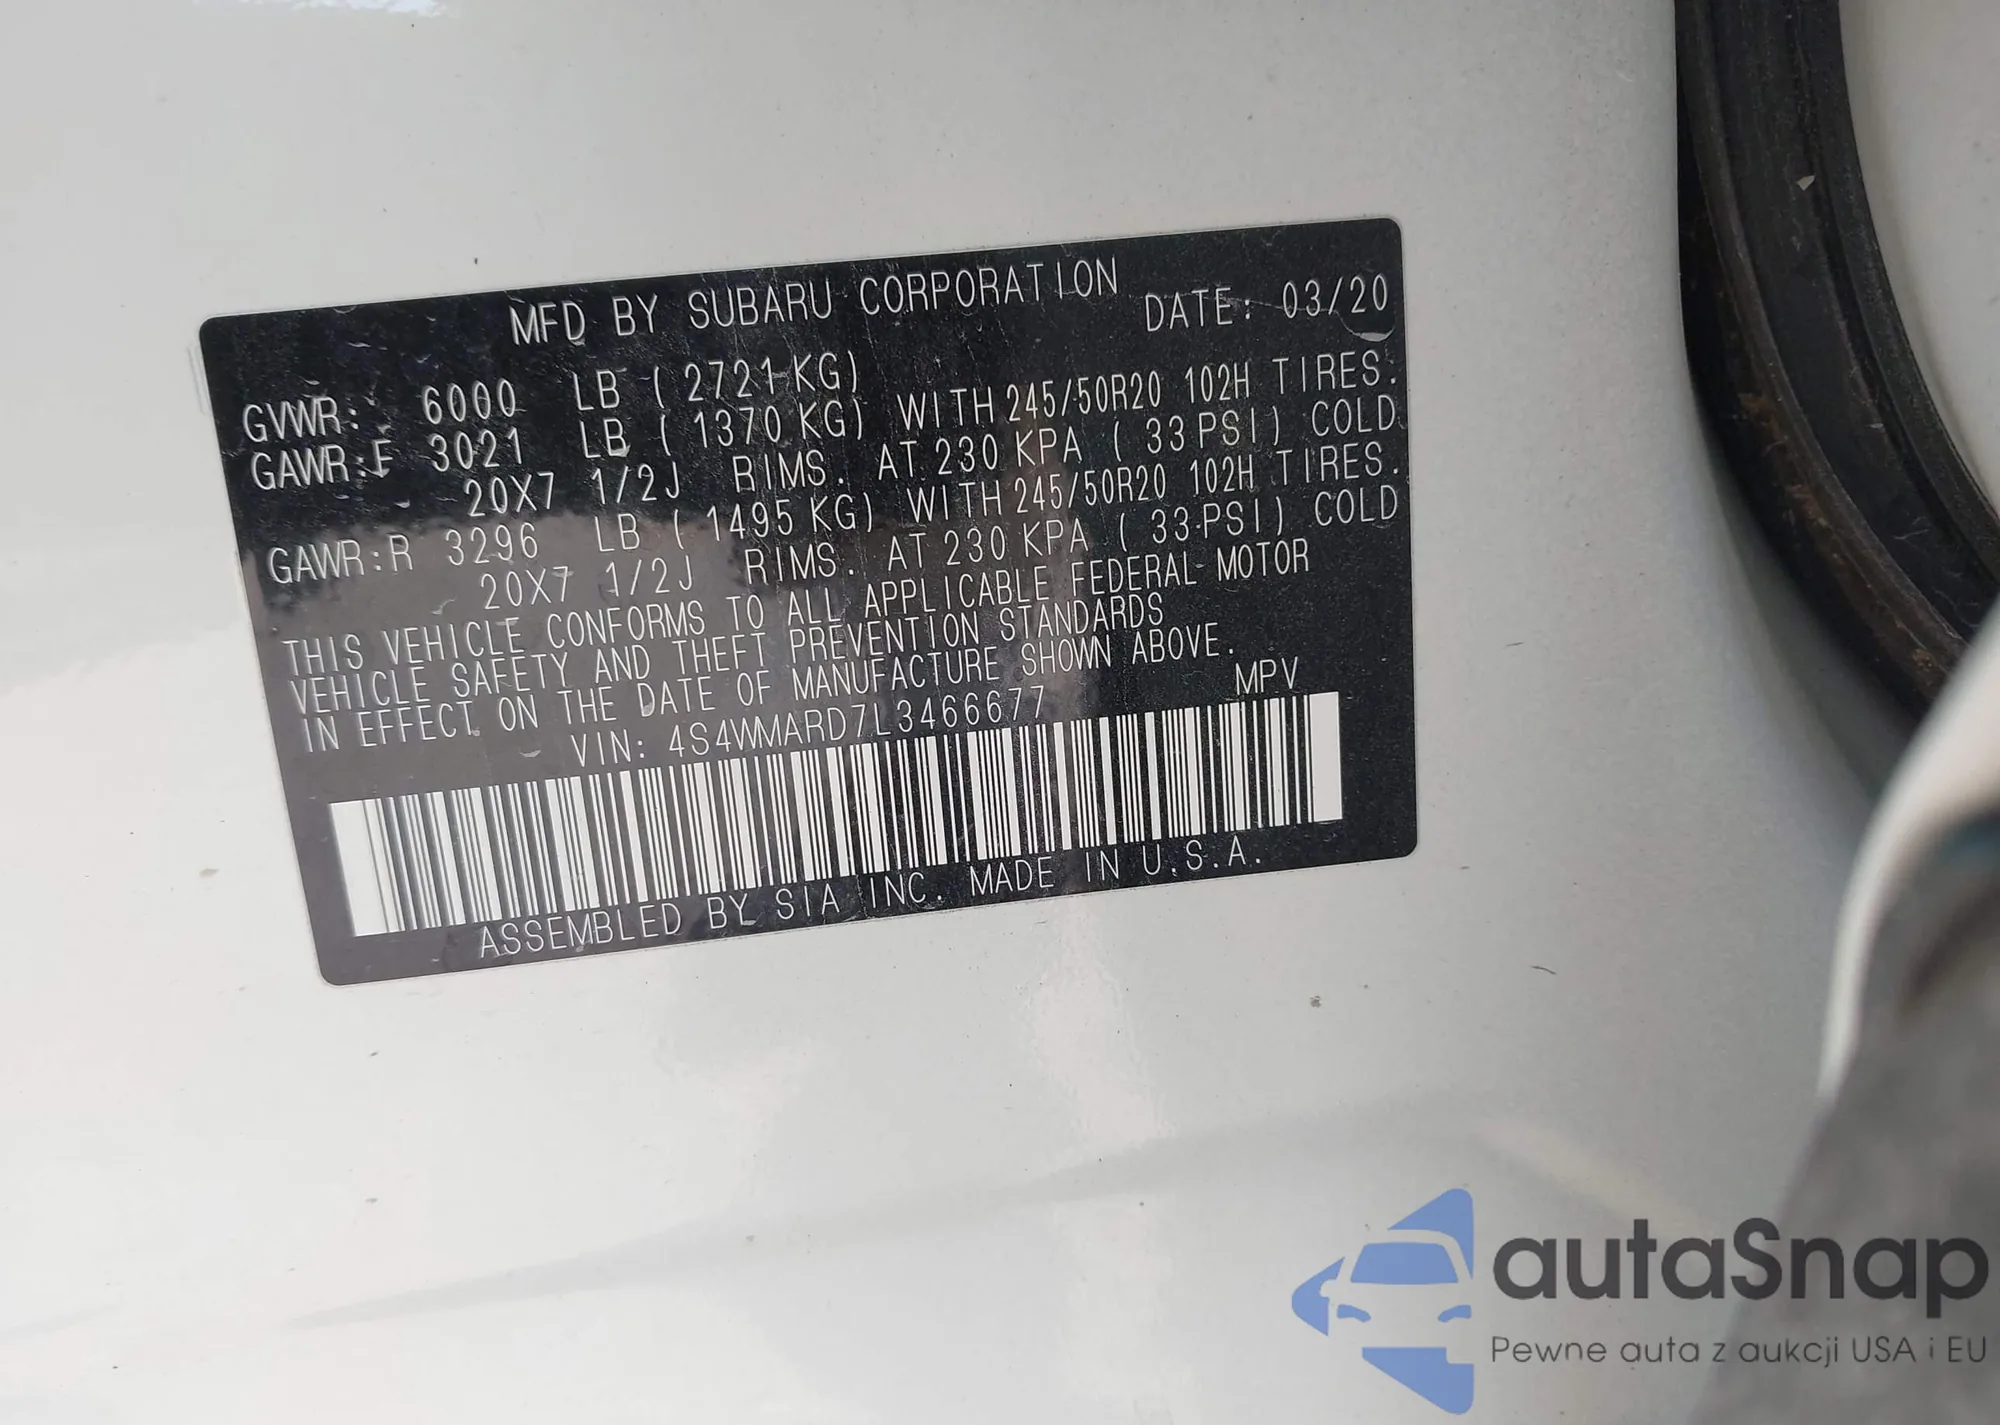 MFD BY SUBARU CORPORATION DATE: 03/20
GVWR: 6000 LB ( 2721 KG)
GAWR:F 3021 LB ( 1370 KG) WITH 245/50R20 102H TIRES.
20X7 1/2J RIMS. AT 230 KPA ( 33 PSI) COLD
GAWR:R 3296 LB ( 1495 KG) WITH 245/50R20 102H TIRES.
20X7 1/2J RIMS. AT 230 KPA ( 33 PSI) COLD
THIS VEHICLE CONFORMS TO ALL APPLICABLE FEDERAL MOTOR
VEHICLE SAFETY AND THEFT PREVENTION STANDARDS
IN EFFECT ON THE DATE OF MANUFACTURE SHOWN ABOVE.
VIN: 4S4WMARD7L3466677 MPV
ASSEMBLED BY SIA INC. MADE IN U.S.A.
autaSnap
Pewne auta z aukcji USA i EU